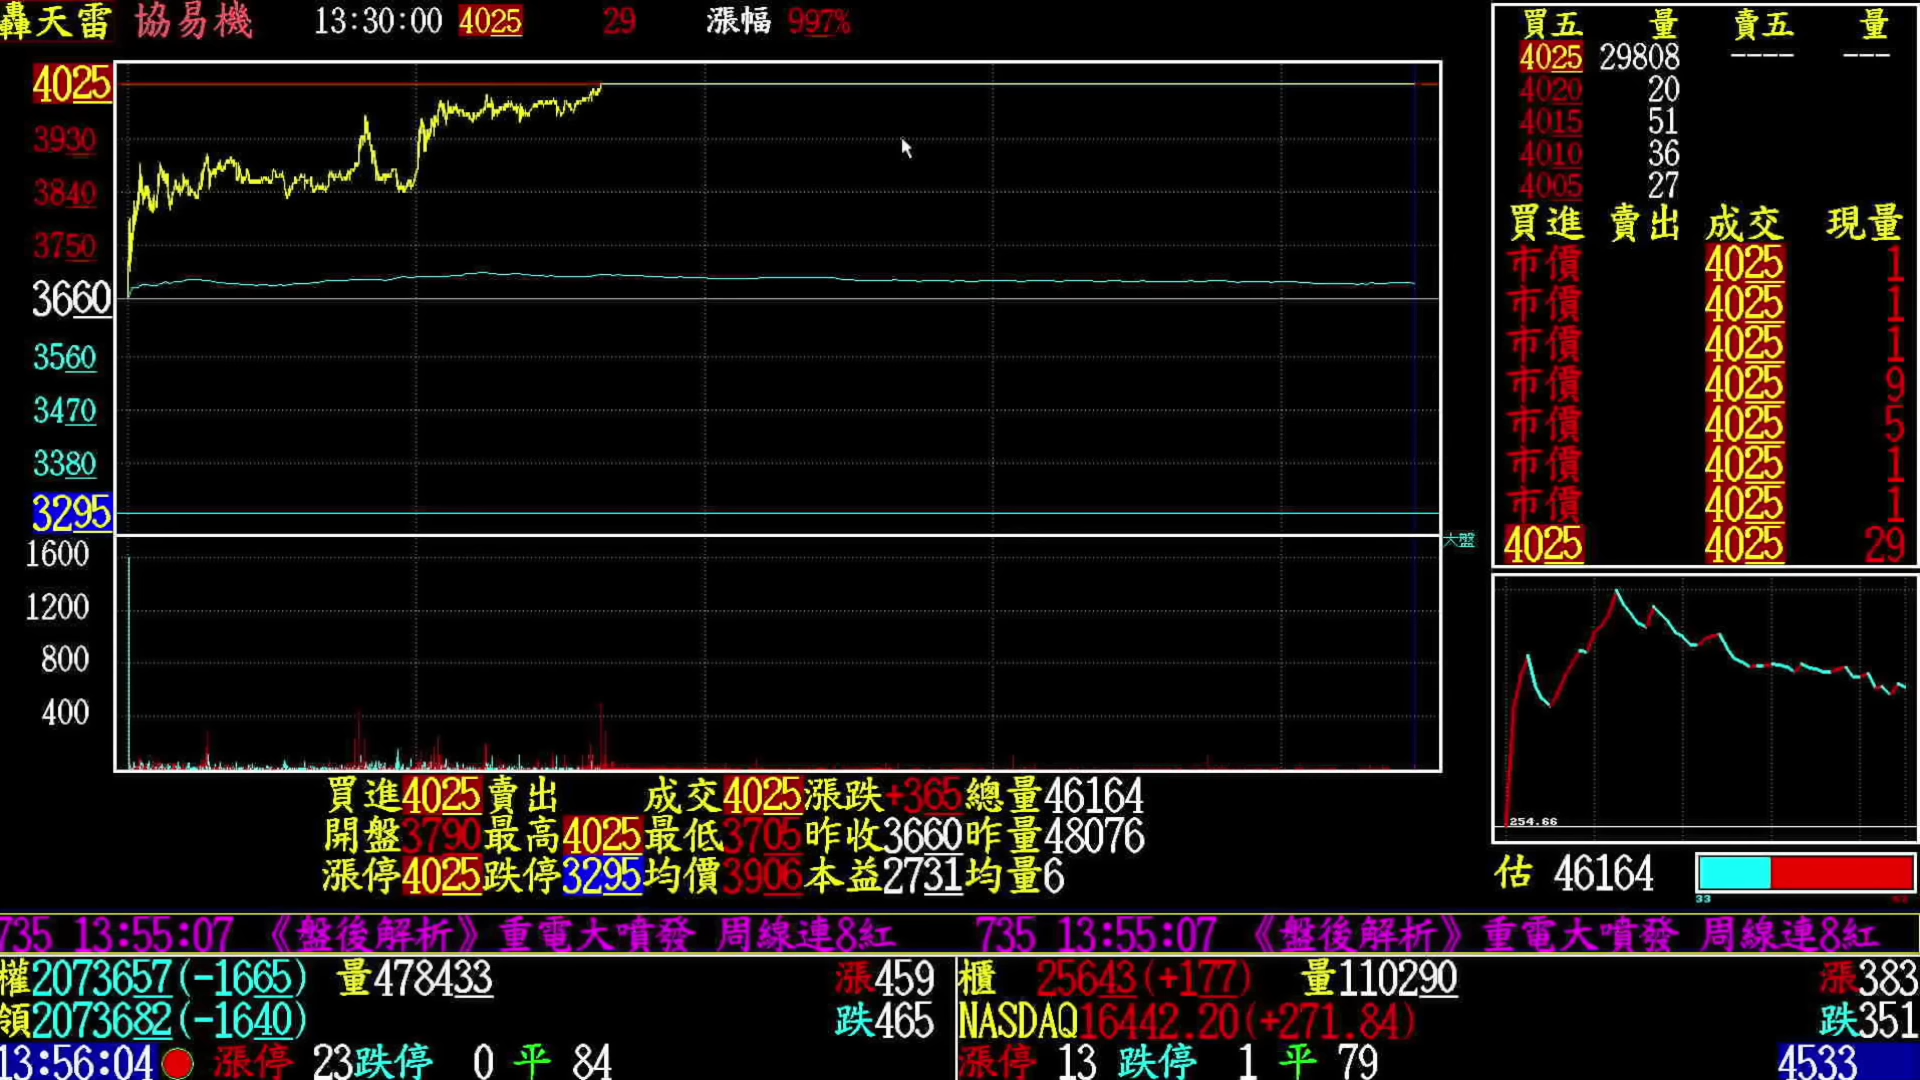 轟天雷 協易機 13:30:00 4025 29 漲幅 997%
4025
3930
3840
3750
3660
3560
3470
3380
3295
1600
1200
800
400
大盤
買五 量 賣五 量
4025 29808 ---- ---
4020 20
4015 51
4010 36
4005 27
買進 賣出 成交 現量
市價 4025 1
市價 4025 1
市價 4025 1
市價 4025 9
市價 4025 5
市價 4025 1
市價 4025 1
4025 4025 29
254.66
估 46164
33
買進4025賣出 成交4025漲跌+365總量46164
開盤3790最高4025最低3705昨收3660昨量48076
漲停4025跌停3295均價3906本益2731均量6
735 13:55:07 《盤後解析》重電大噴發 周線連8紅 735 13:55:07 《盤後解析》重電大噴發 周線連8紅
權2073657(-1665) 量478433 漲459 櫃 25643(+177) 量110290 漲383
領2073682(-1640) 跌465 NASDAQ16442.20(+271.84) 跌351
13:56:04 漲停 23跌停 0 平 84 漲停 13 跌停 1 平 79 4533